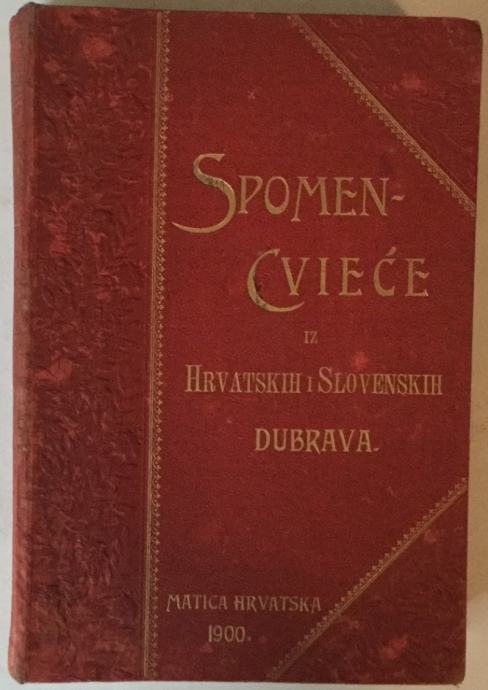 SPOMEN-
CVIEĆE
IZ
HRVATSKIH I SLOVENSKIH
DUBRAVA.
MATICA HRVATSKA
1900.